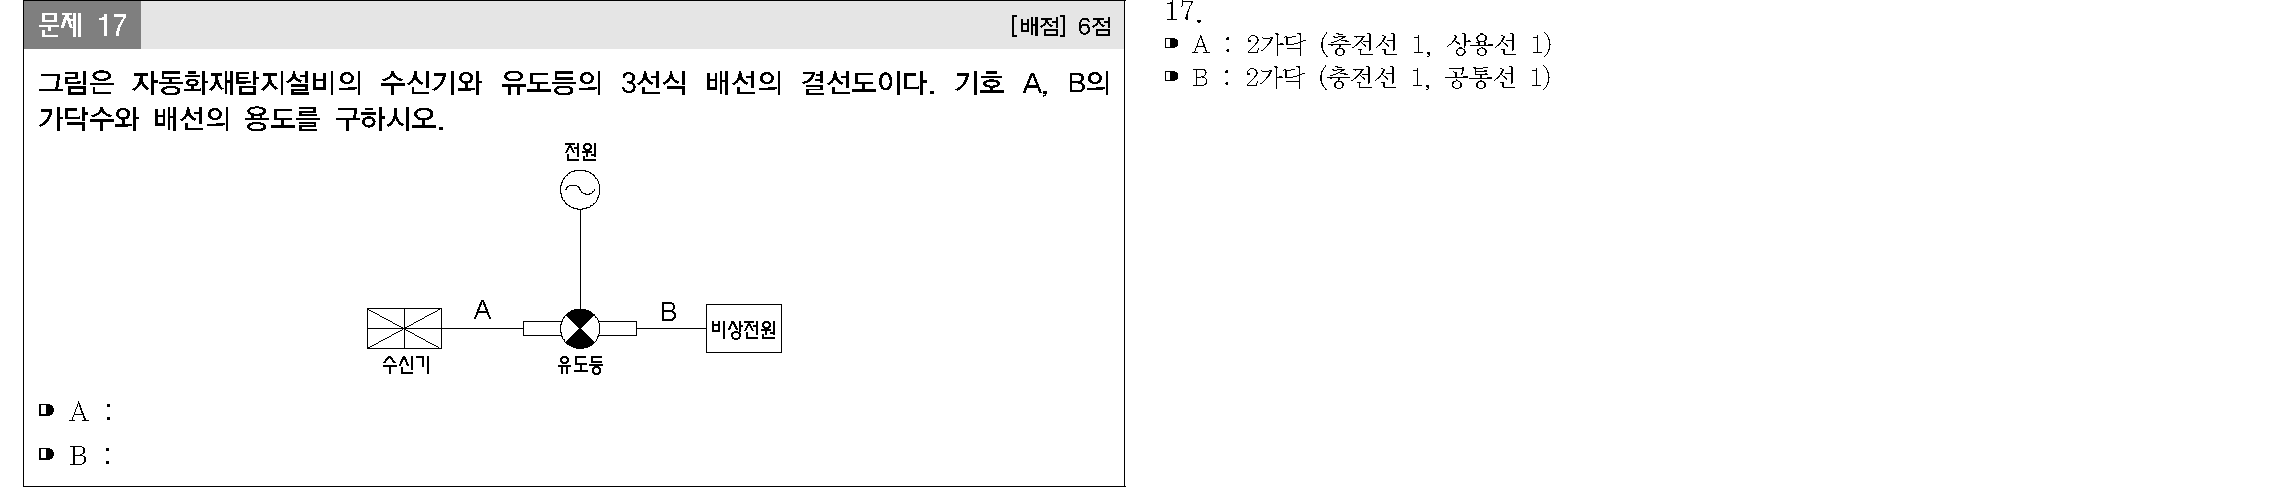 문제 17
[배점] 6점
그림은 자동화재탐지설비의 수신기와 유도등의 3선식 배선의 결선도이다. 기호 A, B의
가닥수와 배선의 용도를 구하시오.
전원
A
B
비상전원
수신기
유도등
A :
B :
17.
A : 2가닥 (충전선 1, 상용선 1)
B : 2가닥 (충전선 1, 공통선 1)